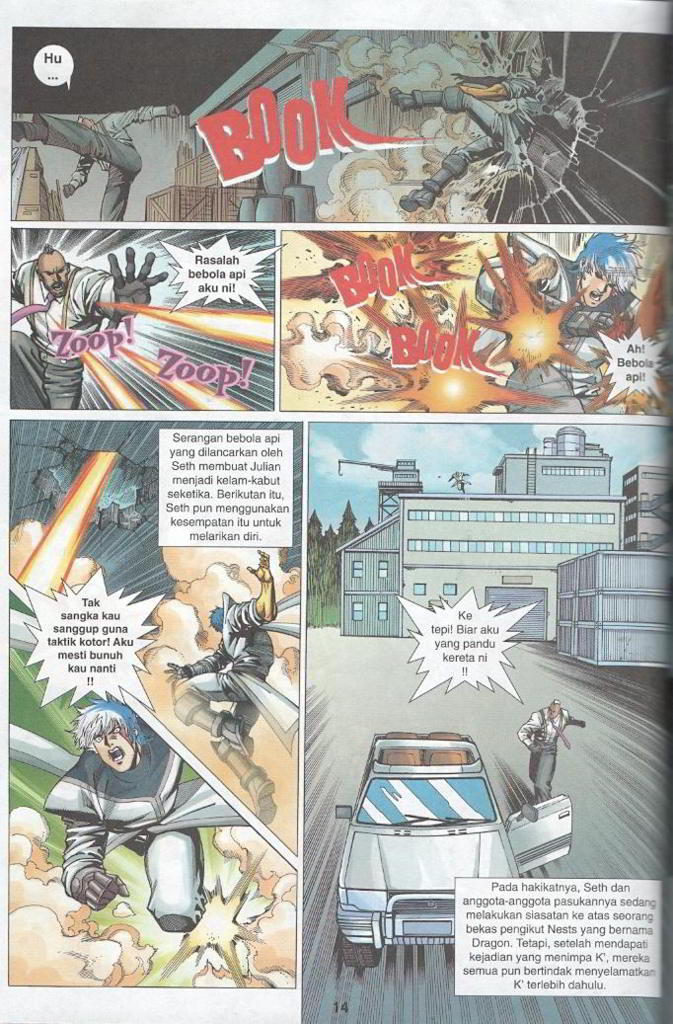 Hu
...
BOOM
Rasalah
bebola api
aku ni!
Zoop!
Zoop!
BOOM
BOOM
Ah!
Bebola
api!
Serangan bebola api
yang dilancarkan oleh
Seth membuat Julian
menjadi kelam-kabut
seketika. Berikutan itu,
Seth pun menggunakan
kesempatan itu untuk
melarikan diri.
Tak
sangka kau
sanggup guna
taktik kotor! Aku
mesti bunuh
kau nanti
!!
Ke
tepi! Biar aku
yang pandu
kereta ni
!!
Pada hakikatnya, Seth dan
anggota-anggota pasukannya sedang
melakukan siasatan ke atas seorang
bekas pengikut Nests yang bernama
Dragon. Tetapi, setelah mendapati
kejadian yang menimpa K', mereka
semua pun bertindak menyelamatkan
K' terlebih dahulu.
14